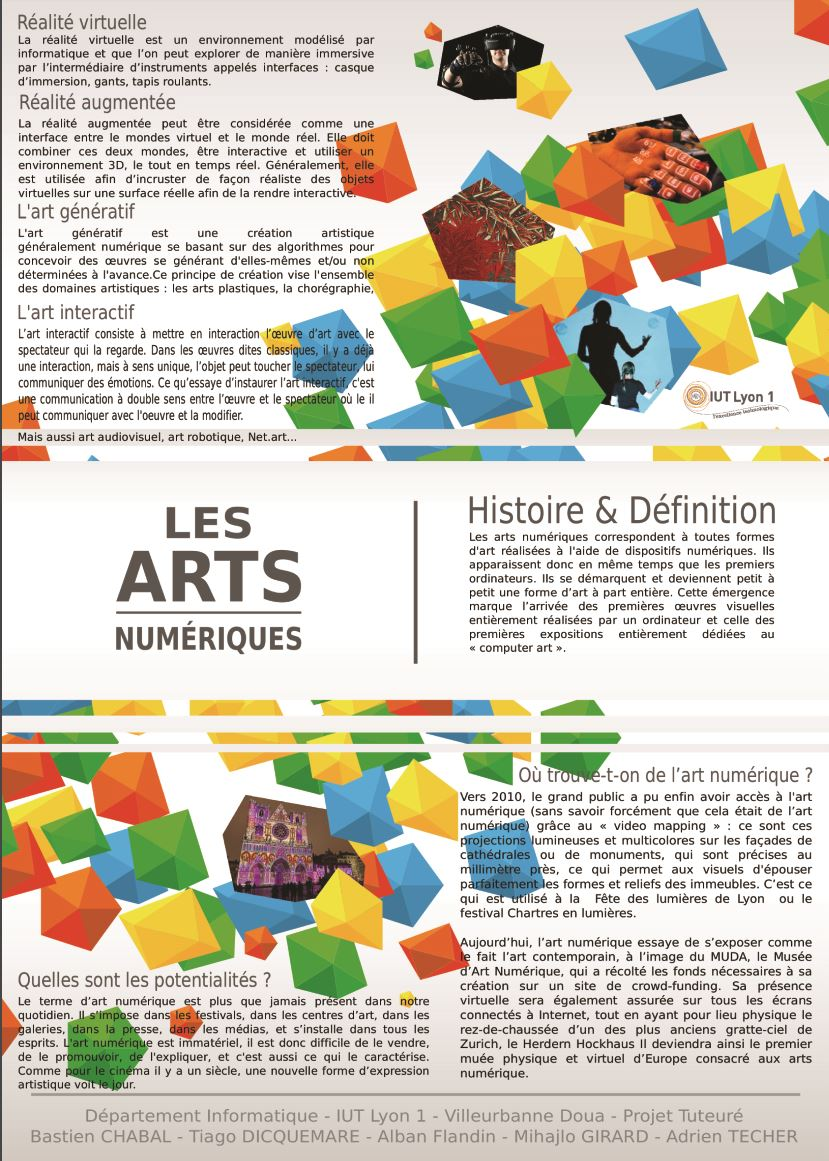 Réalité virtuelle
La réalité virtuelle est un environnement modélisé par
informatique et que l’on peut explorer de manière immersive
par l’intermédiaire d’instruments appelés interfaces : casque
d’immersion, gants, tapis roulants.
Réalité augmentée
La réalité augmentée peut être considérée comme une
interface entre le mondes virtuel et le monde réel. Elle doit
combiner ces deux mondes, être interactive et utiliser un
environnement 3D, le tout en temps réel. Généralement, elle
est utilisée afin d’incruster de façon réaliste des objets
virtuelles sur une surface réelle afin de la rendre interactive.
L'art génératif
L'art génératif est une création artistique
généralement numérique se basant sur des algorithmes pour
concevoir des œuvres se générant d'elles-mêmes et/ou non
déterminées à l'avance.Ce principe de création vise l'ensemble
des domaines artistiques : les arts plastiques, la chorégraphie,
L'art interactif
L’art interactif consiste à mettre en interaction l’œuvre d’art avec le
spectateur qui la regarde. Dans les œuvres dites classiques, il y a déjà
une interaction, mais à sens unique, l’objet peut toucher le spectateur, lui
communiquer des émotions. Ce qu’essaye d’instaurer l’art interactif, c'est
une communication à double sens entre l’œuvre et le spectateur où le il
peut communiquer avec l'oeuvre et la modifier.
Mais aussi art audiovisuel, art robotique, Net.art...
IUT Lyon 1
l'excellence technologique
LES
ARTS
NUMÉRIQUES
Histoire & Définition
Les arts numériques correspondent à toutes formes
d'art réalisées à l'aide de dispositifs numériques. Ils
apparaissent donc en même temps que les premiers
ordinateurs. Ils se démarquent et deviennent petit à
petit une forme d’art à part entière. Cette émergence
marque l’arrivée des premières œuvres visuelles
entièrement réalisées par un ordinateur et celle des
premières expositions entièrement dédiées au
« computer art ».
Où trouve-t-on de l’art numérique ?
Vers 2010, le grand public a pu enfin avoir accès à l'art
numérique (sans savoir forcément que cela était de l’art
numérique) grâce au « video mapping » : ce sont ces
projections lumineuses et multicolores sur les façades de
cathédrales ou de monuments, qui sont précises au
millimètre près, ce qui permet aux visuels d'épouser
parfaitement les formes et reliefs des immeubles. C’est ce
qui est utilisé à la Fête des lumières de Lyon ou le
festival Chartres en lumières.
Aujourd’hui, l’art numérique essaye de s’exposer comme
le fait l’art contemporain, à l’image du MUDA, le Musée
d’Art Numérique, qui a récolté les fonds nécessaires à sa
création sur un site de crowd-funding. Sa présence
virtuelle sera également assurée sur tous les écrans
connectés à Internet, tout en ayant pour lieu physique le
rez-de-chaussée d’un des plus anciens gratte-ciel de
Zurich, le Herdern Hockhaus Il deviendra ainsi le premier
muée physique et virtuel d’Europe consacré aux arts
numérique.
Quelles sont les potentialités ?
Le terme d’art numérique est plus que jamais présent dans notre
quotidien. Il s’impose dans les festivals, dans les centres d’art, dans les
galeries, dans la presse, dans les médias, et s’installe dans tous les
esprits. L'art numérique est immatériel, il est donc difficile de le vendre,
de le promouvoir, de l'expliquer, et c'est aussi ce qui le caractérise.
Comme pour le cinéma il y a un siècle, une nouvelle forme d’expression
artistique voit le jour.
Département Informatique - IUT Lyon 1 - Villeurbanne Doua - Projet Tuteuré
Bastien CHABAL - Tiago DICQUEMARE - Alban Flandin - Mihajlo GIRARD - Adrien TECHER